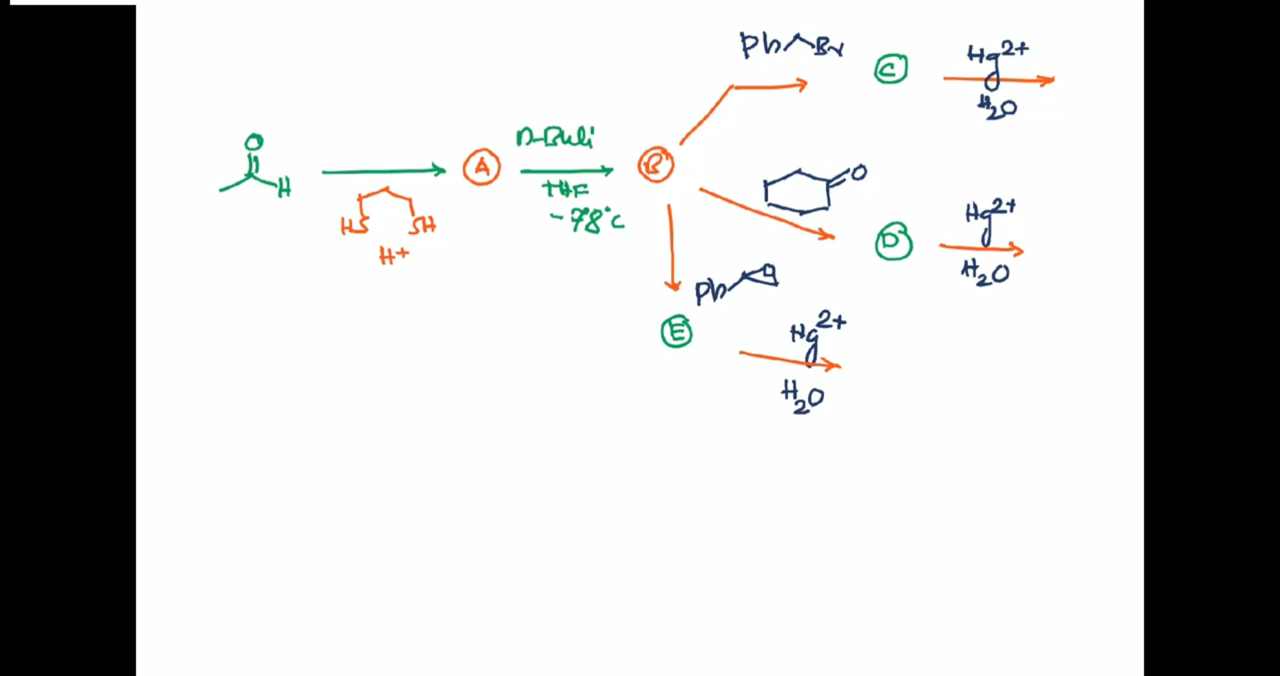 Ph Br
C
Hg2+
H2O
O
H
A
n-BuLi
THF
-78°C
B
HS SH
H+
O
D
Hg2+
H2O
Ph O
E
Hg2+
H2O